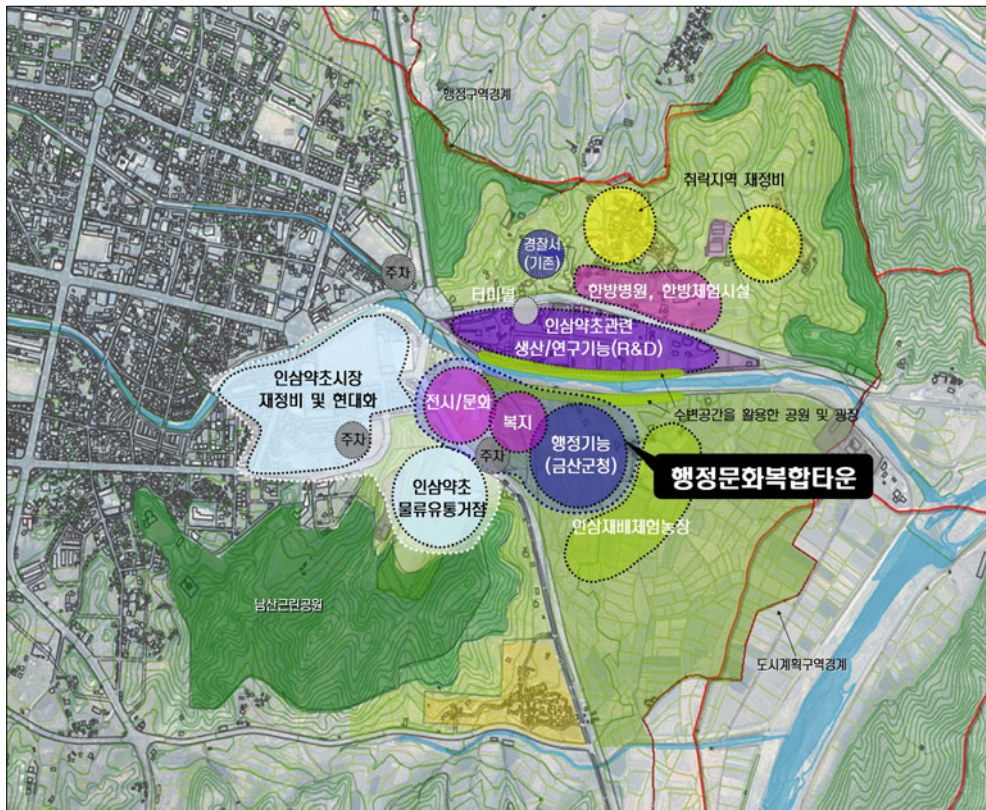 행정구역경계
취락지역 재정비
경찰서
(기존)
주차
한방병원, 한방체험시설
터미널
인삼약초관련
생산/연구기능(R&D)
인삼약초시장
재정비 및 현대화
전시/문화
복지
수변공간을 활용한 공원 및 광장
주차
주차
행정기능
(금산군청)
행정문화복합타운
인삼약초
물류유통거점
인삼재배체험농장
남산근린공원
도시계획구역경계